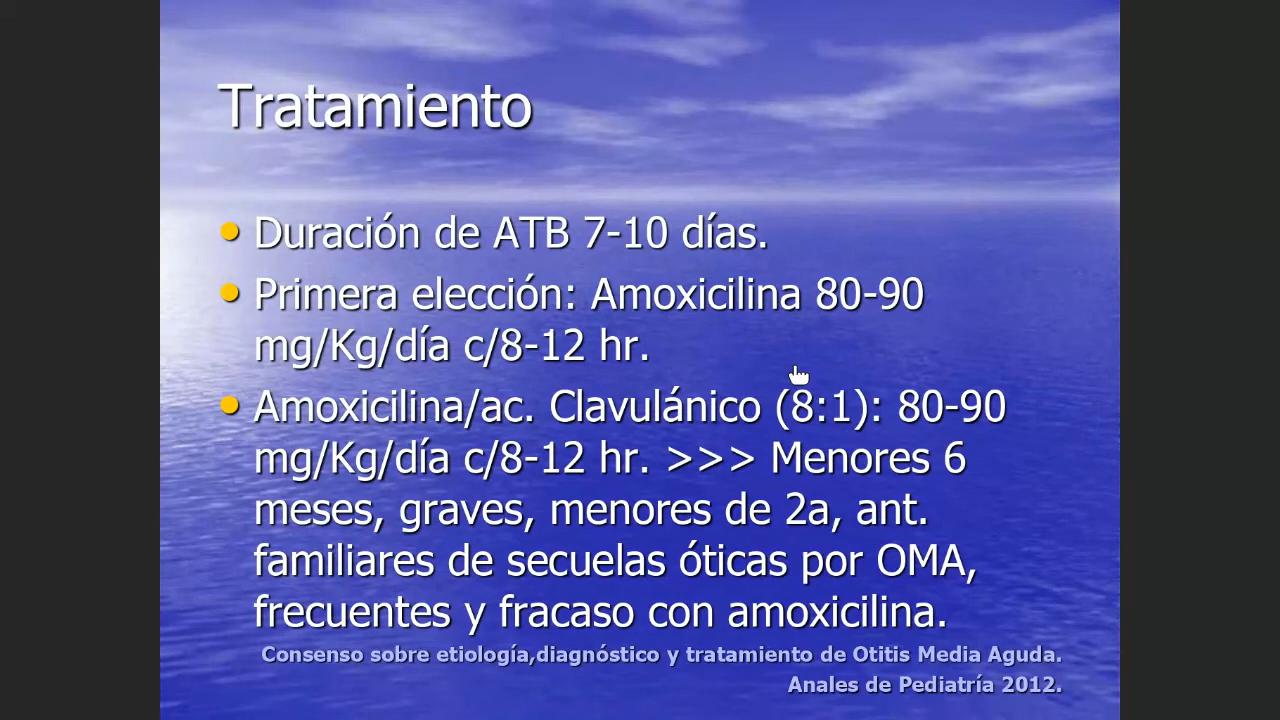 Tratamiento
Duración de ATB 7-10 días.
Primera elección: Amoxicilina 80-90
mg/Kg/día c/8-12 hr.
Amoxicilina/ac. Clavulánico (8:1): 80-90
mg/Kg/día c/8-12 hr. >>> Menores 6
meses, graves, menores de 2a, ant.
familiares de secuelas óticas por OMA,
frecuentes y fracaso con amoxicilina.
Consenso sobre etiología,diagnóstico y tratamiento de Otitis Media Aguda.
Anales de Pediatría 2012.